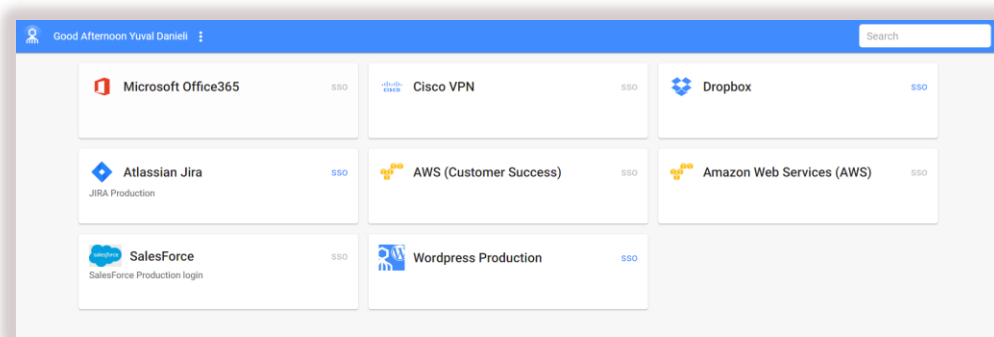 Good Afternoon Yuval Danieli
Search
Microsoft Office365 SSO
Cisco VPN SSO
Dropbox SSO
Atlassian Jira SSO
JIRA Production
AWS (Customer Success) SSO
Amazon Web Services (AWS) SSO
salesforce SalesForce SSO
SalesForce Production login
Wordpress Production SSO